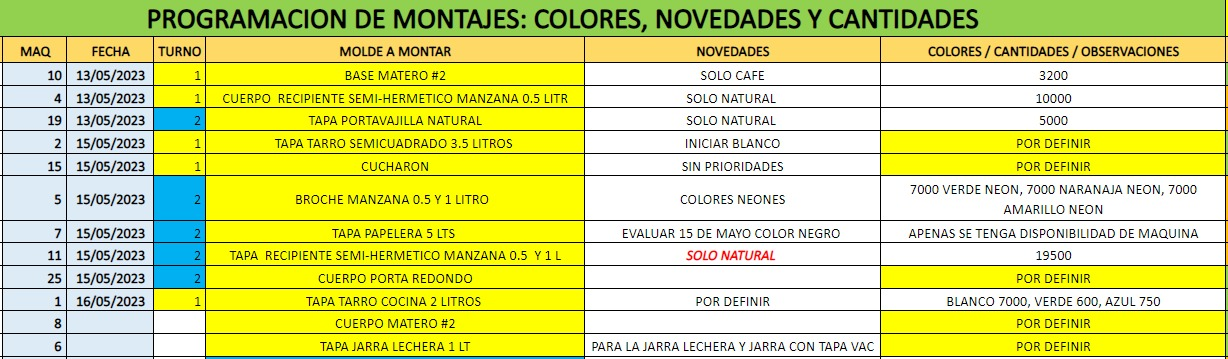 PROGRAMACION DE MONTAJES: COLORES, NOVEDADES Y CANTIDADES
MAQ FECHA TURNO MOLDE A MONTAR NOVEDADES COLORES / CANTIDADES / OBSERVACIONES
10 13/05/2023 1 BASE MATERO #2 SOLO CAFE 3200
4 13/05/2023 1 CUERPO RECIPIENTE SEMI-HERMETICO MANZANA 0.5 LITR SOLO NATURAL 10000
19 13/05/2023 2 TAPA PORTAVAJILLA NATURAL SOLO NATURAL 5000
2 15/05/2023 1 TAPA TARRO SEMICUADRADO 3.5 LITROS INICIAR BLANCO POR DEFINIR
15 15/05/2023 1 CUCHARON SIN PRIORIDADES POR DEFINIR
5 15/05/2023 2 BROCHE MANZANA 0.5 Y 1 LITRO COLORES NEONES 7000 VERDE NEON, 7000 NARANAJA NEON, 7000
AMARILLO NEON
7 15/05/2023 2 TAPA PAPELERA 5 LTS EVALUAR 15 DE MAYO COLOR NEGRO APENAS SE TENGA DISPONIBILIDAD DE MAQUINA
11 15/05/2023 2 TAPA RECIPIENTE SEMI-HERMETICO MANZANA 0.5 Y 1 L SOLO NATURAL 19500
25 15/05/2023 2 CUERPO PORTA REDONDO POR DEFINIR
1 16/05/2023 1 TAPA TARRO COCINA 2 LITROS POR DEFINIR BLANCO 7000, VERDE 600, AZUL 750
8 CUERPO MATERO #2 POR DEFINIR
6 TAPA JARRA LECHERA 1 LT PARA LA JARRA LECHERA Y JARRA CON TAPA VAC POR DEFINIR